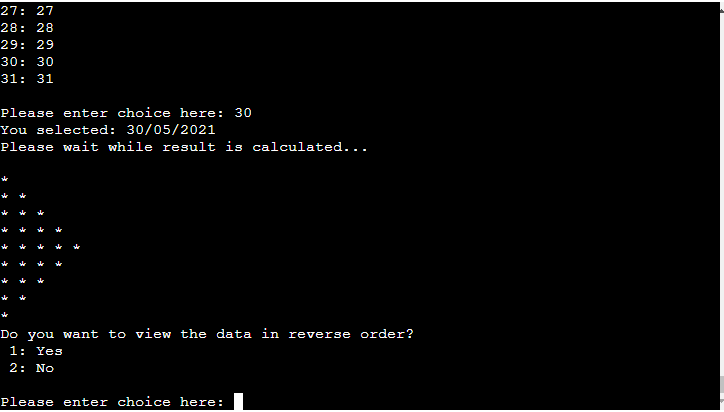 27: 27
28: 28
29: 29
30: 30
31: 31

Please enter choice here: 30
You selected: 30/05/2021
Please wait while result is calculated...

*
* *
* * *
* * * *
* * * * *
* * * *
* * *
* *
*
Do you want to view the data in reverse order?
 1: Yes
 2: No

Please enter choice here: